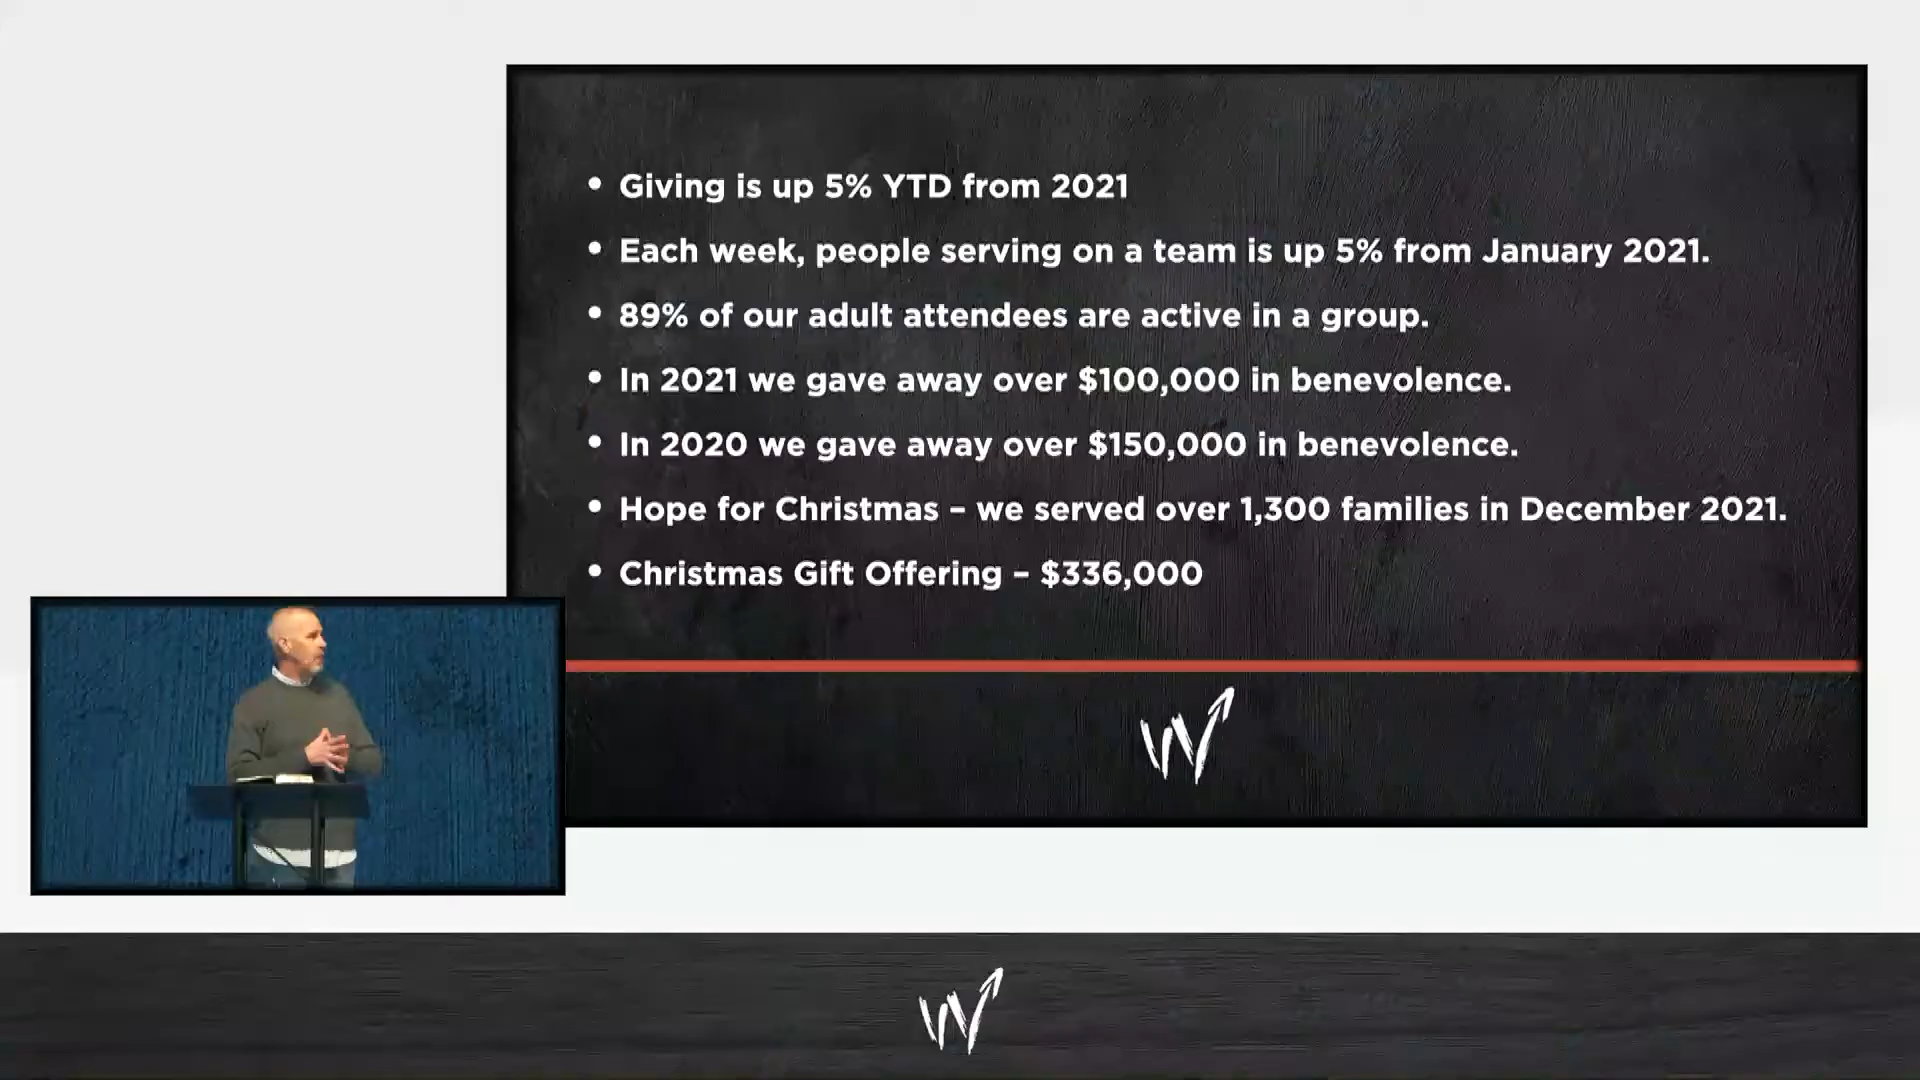 • Giving is up 5% YTD from 2021
• Each week, people serving on a team is up 5% from January 2021.
• 89% of our adult attendees are active in a group.
• In 2021 we gave away over $100,000 in benevolence.
• In 2020 we gave away over $150,000 in benevolence.
• Hope for Christmas – we served over 1,300 families in December 2021.
• Christmas Gift Offering – $336,000
W
W